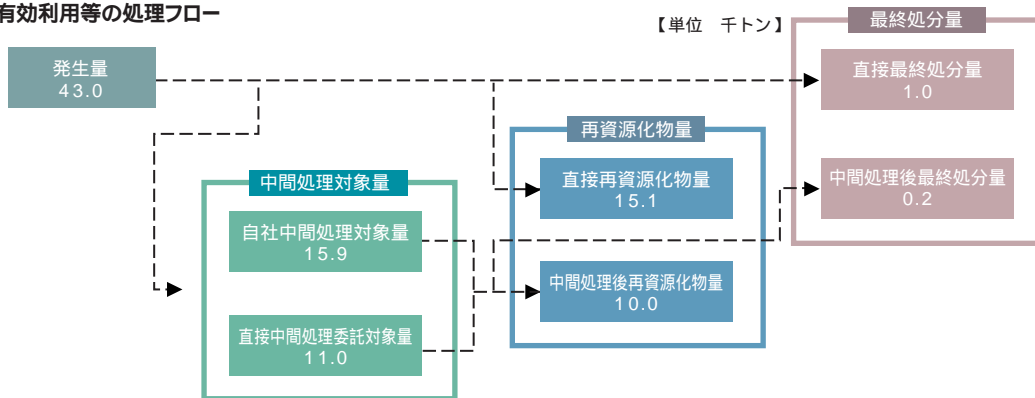 有効利用等の処理フロー
【単位 千トン】
最終処分量
発生量
43.0
直接最終処分量
1.0
再資源化物量
中間処理対象量
直接再資源化物量
15.1
中間処理後最終処分量
0.2
自社中間処理対象量
15.9
中間処理後再資源化物量
10.0
直接中間処理委託対象量
11.0